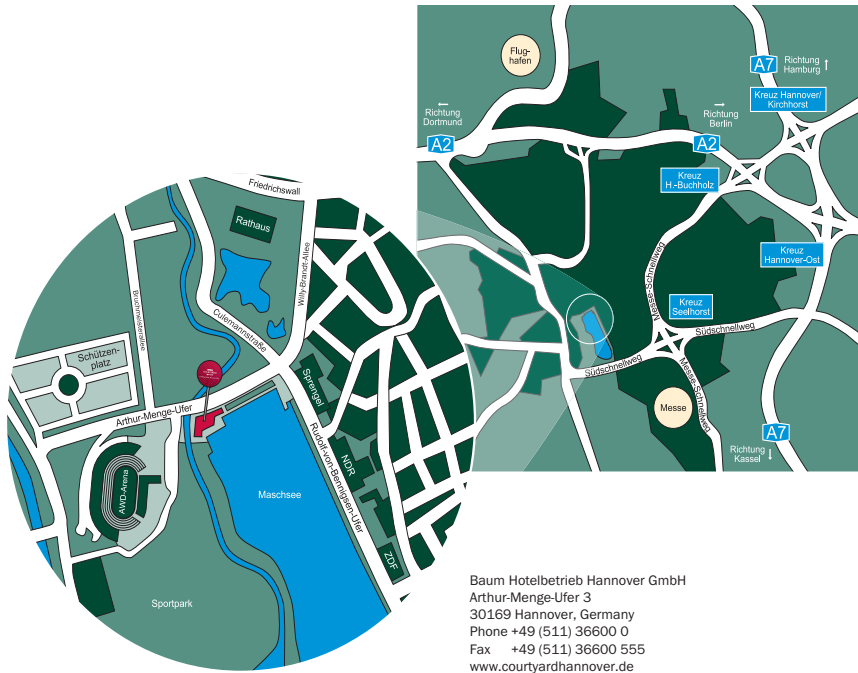 Flug-
hafen
A7
Richtung
Hamburg ↑
Kreuz Hannover/
Kirchhorst
←
Richtung
Dortmund
A2
→
Richtung
Berlin
A2
Kreuz
H.-Buchholz
Kreuz
Hannover-Ost
Messe-Schnellweg
Kreuz
Seelhorst
Südschnellweg
Südschnellweg
Messe-Schnellweg
Messe
A7
Richtung
Kassel ↓
Friedrichswall
Rathaus
Willy-Brandt-Allee
Bruchmeisterallee
Culemannstraße
Schützen-
platz
Sprengel
Arthur-Menge-Ufer
Rudolf-von-Bennigsen-Ufer
NDR
AWD-Arena
Maschsee
ZDF
Sportpark
Baum Hotelbetrieb Hannover GmbH
Arthur-Menge-Ufer 3
30169 Hannover, Germany
Phone +49 (511) 36600 0
Fax +49 (511) 36600 555
www.courtyardhannover.de